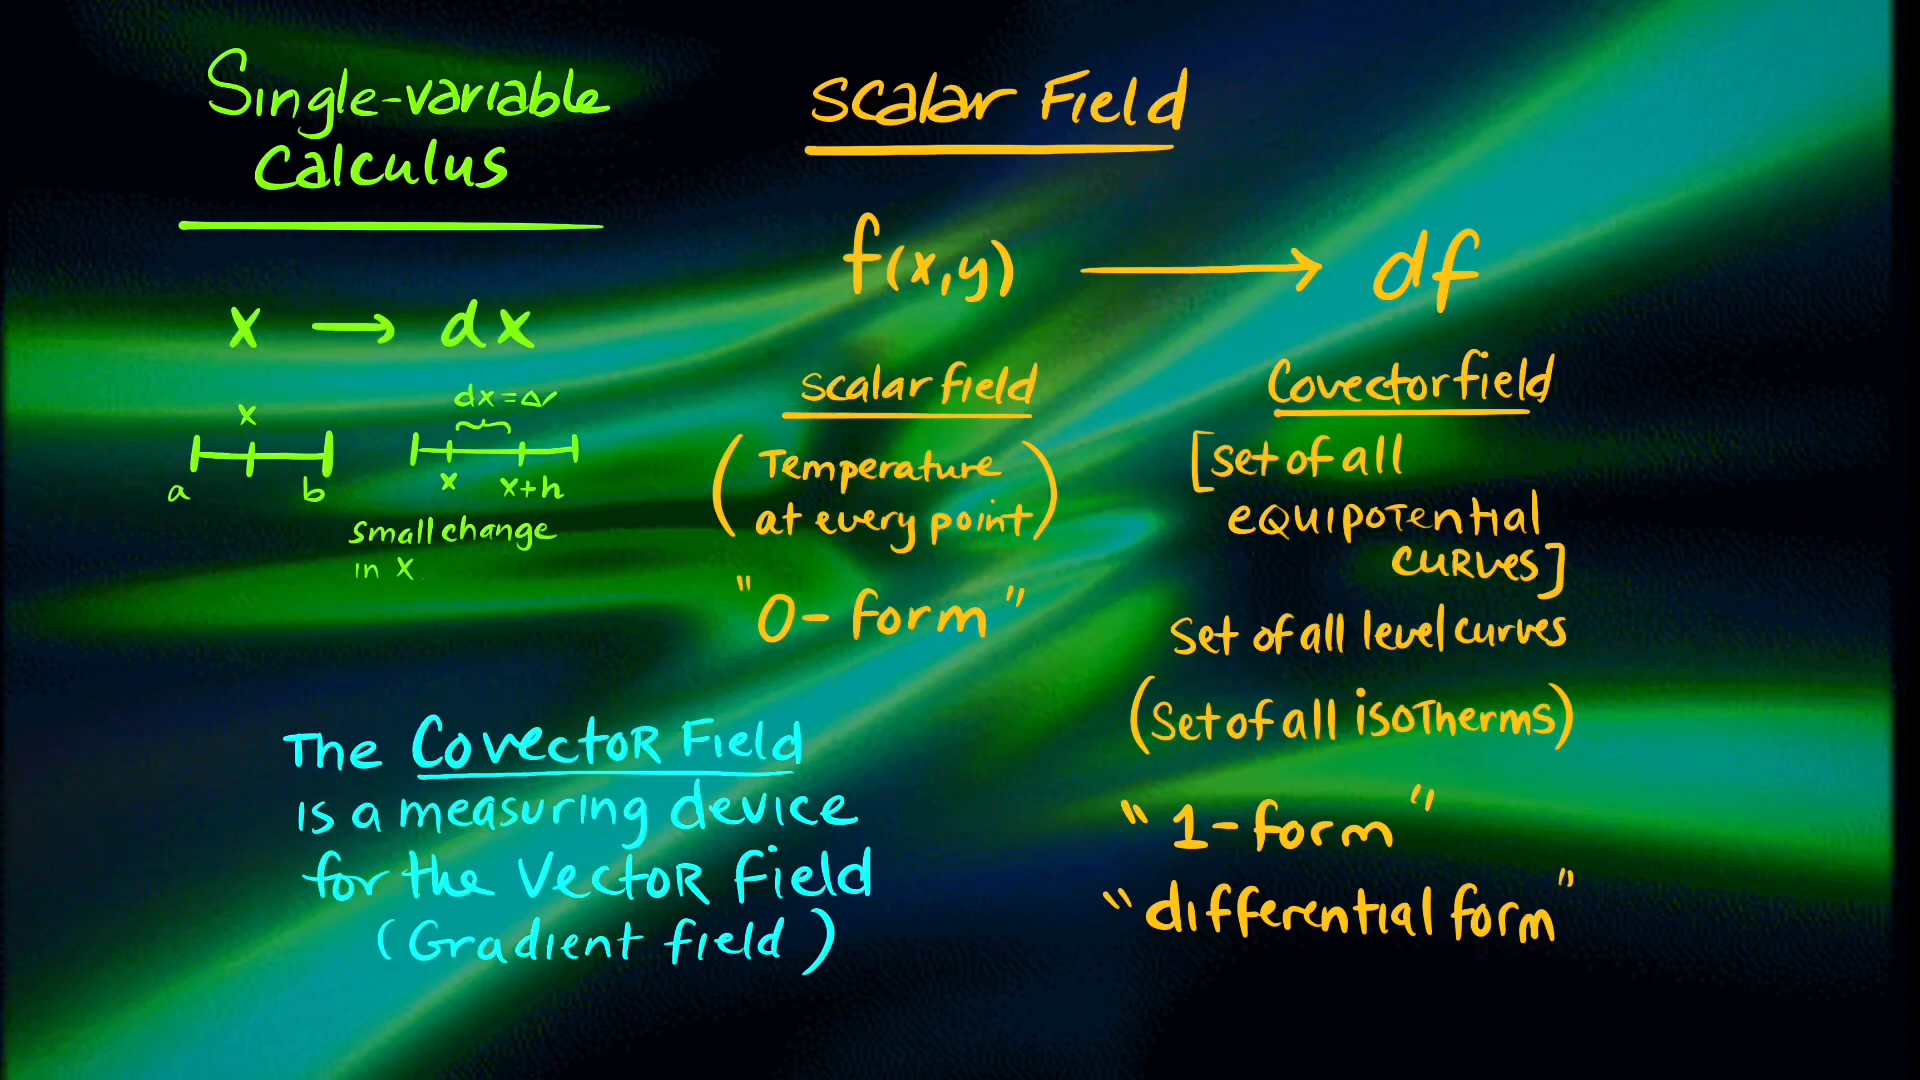 Single-variable
Calculus
x → dx
x
a b
dx = Δ
x x+h
small change
in x
Scalar Field
f(x,y) → df
Scalar field
(Temperature
at every point)
"0-form"
Covector field
[set of all
equipotential
curves]
Set of all level curves
(Set of all isotherms)
"1-form"
"differential form"
The Covector Field
is a measuring device
for the Vector Field
(Gradient field)